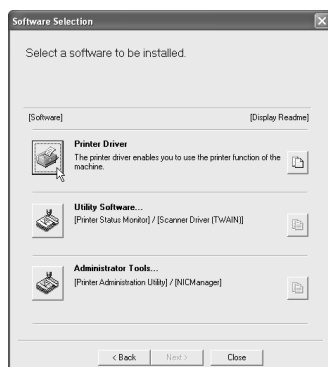 Software Selection
Select a software to be installed.
[Software] [Display Readme]
Printer Driver
The printer driver enables you to use the printer function of the
machine.
Utility Software...
[Printer Status Monitor] / [Scanner Driver (TWAIN)]
Administrator Tools...
[Printer Administration Utility] / [NICManager]
< Back Next > Close